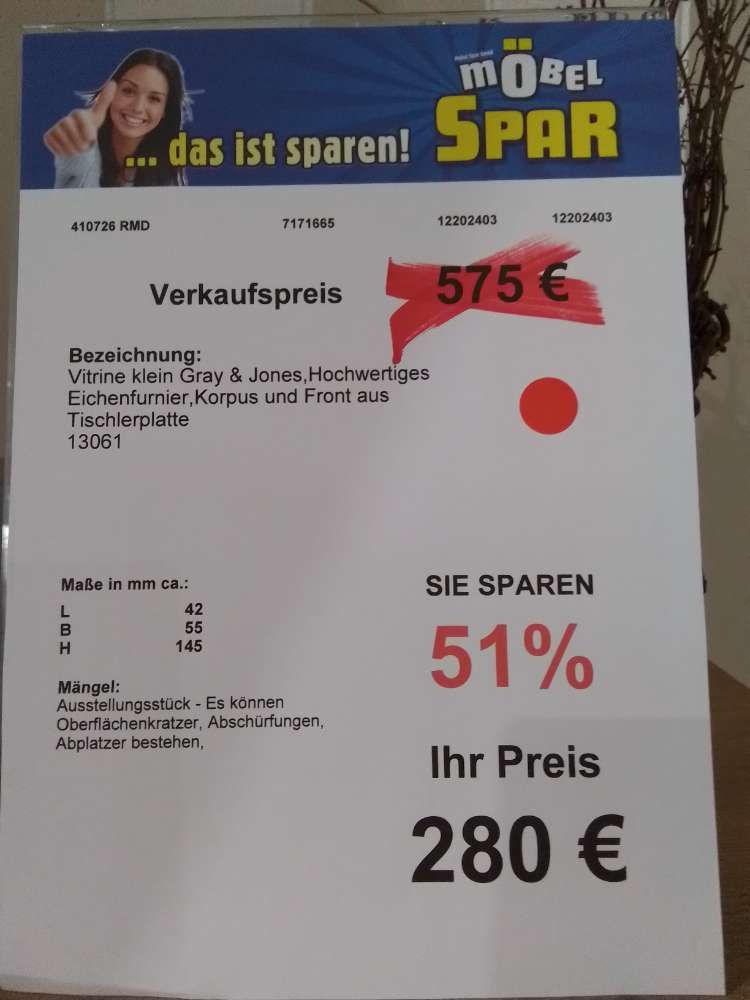 MÖBEL
SPAR
... das ist sparen!
410726 RMD 7171665 12202403 12202403
Verkaufspreis 575 €
Bezeichnung:
Vitrine klein Gray & Jones,Hochwertiges
Eichenfurnier,Korpus und Front aus
Tischlerplatte
13061
Maße in mm ca.:
L 42
B 55
H 145
Mängel:
Ausstellungsstück - Es können
Oberflächenkratzer, Abschürfungen,
Abplatzer bestehen,
SIE SPAREN
51%
Ihr Preis
280 €